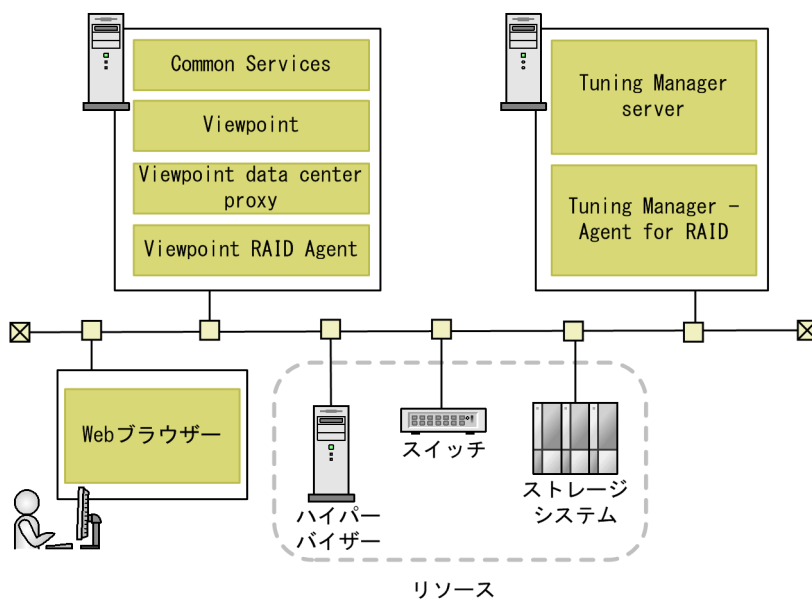 Common Services
Viewpoint
Viewpoint data center
proxy
Viewpoint RAID Agent
Tuning Manager
server
Tuning Manager -
Agent for RAID
Webブラウザー
ハイパー
バイザー
スイッチ
ストレージ
システム
リソース